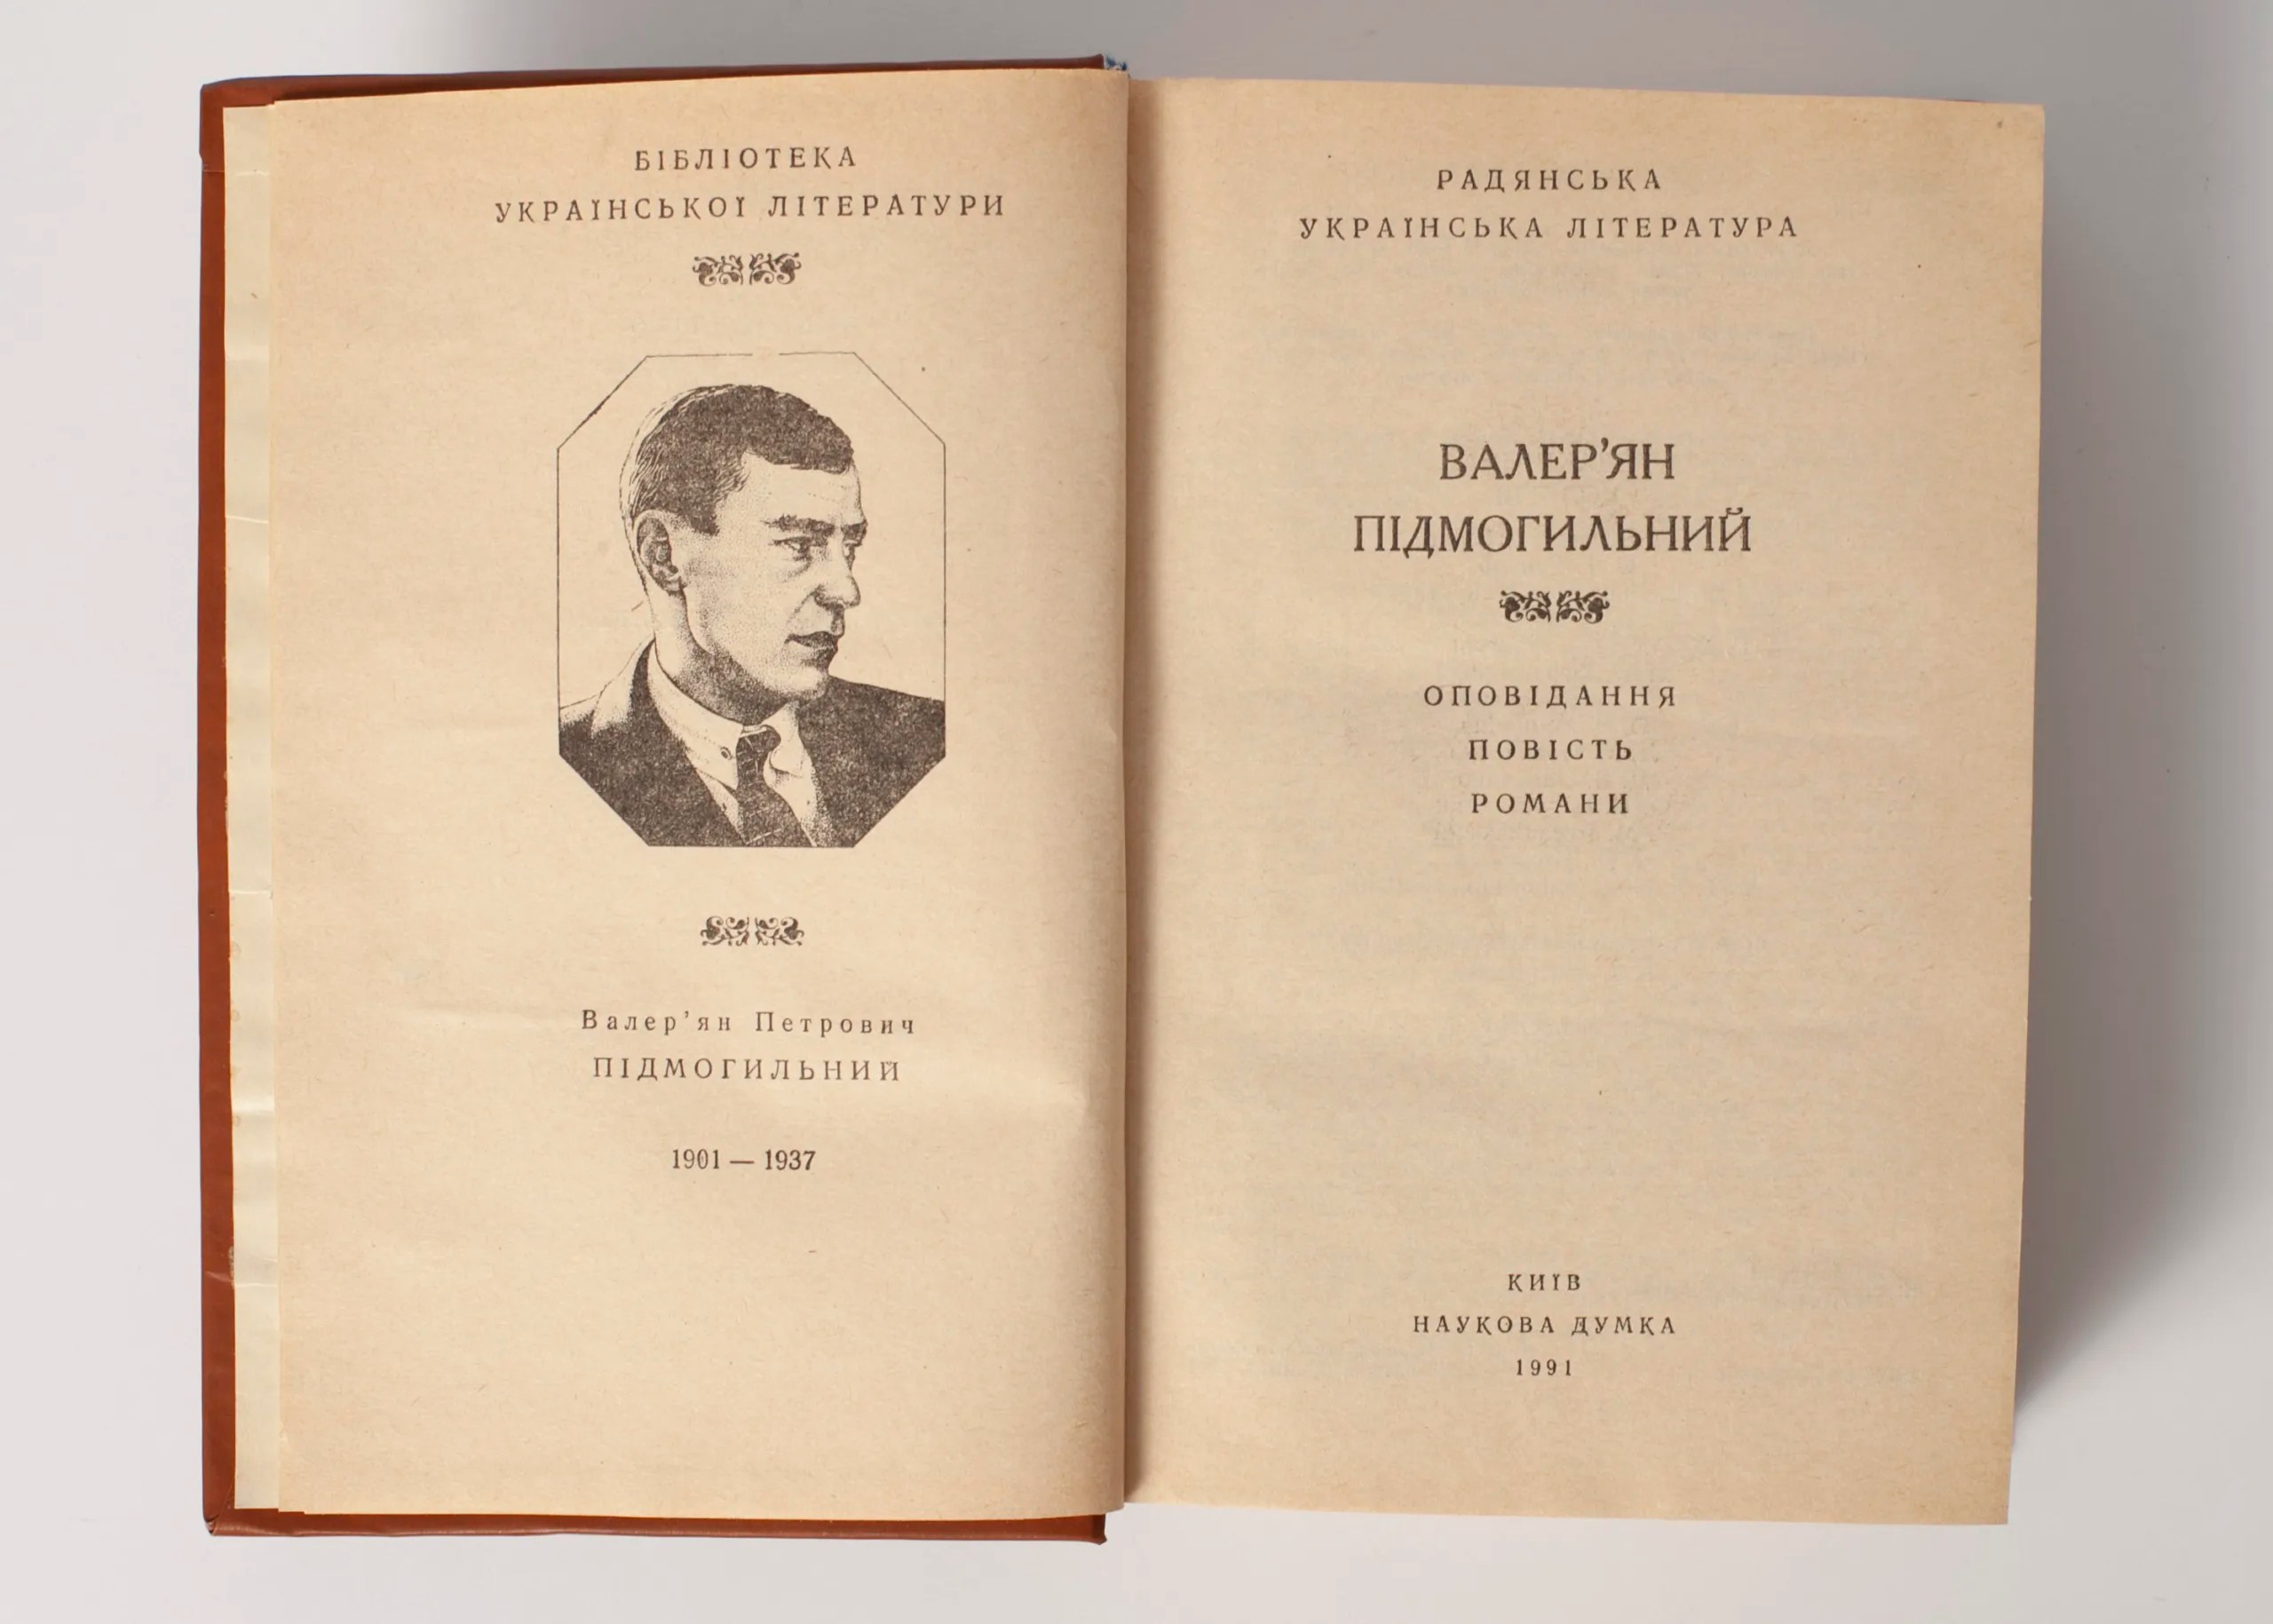 БІБЛІОТЕКА
УКРАЇНСЬКОЇ ЛІТЕРАТУРИ
Валер’ян Петрович
ПІДМОГИЛЬНИЙ
1901 — 1937
РАДЯНСЬКА
УКРАЇНСЬКА ЛІТЕРАТУРА
ВАЛЕР’ЯН
ПІДМОГИЛЬНИЙ
ОПОВІДАННЯ
ПОВІСТЬ
РОМАНИ
КИЇВ
НАУКОВА ДУМКА
1991